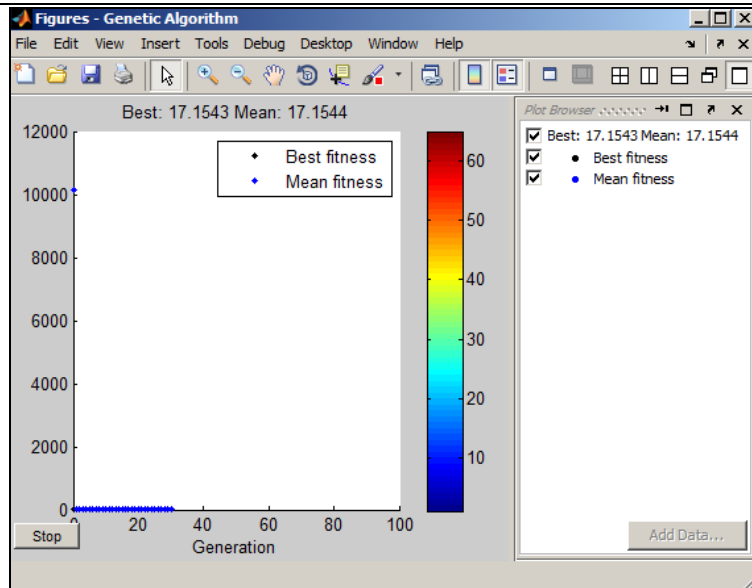 Figures - Genetic Algorithm
File Edit View Insert Tools Debug Desktop Window Help
Best: 17.1543 Mean: 17.1544
12000
10000
8000
6000
4000
2000
0
0 20 40 60 80 100
Generation
Best fitness
Mean fitness
60
50
40
30
20
10
Stop
Plot Browser
Best: 17.1543 Mean: 17.1544
Best fitness
Mean fitness
Add Data...